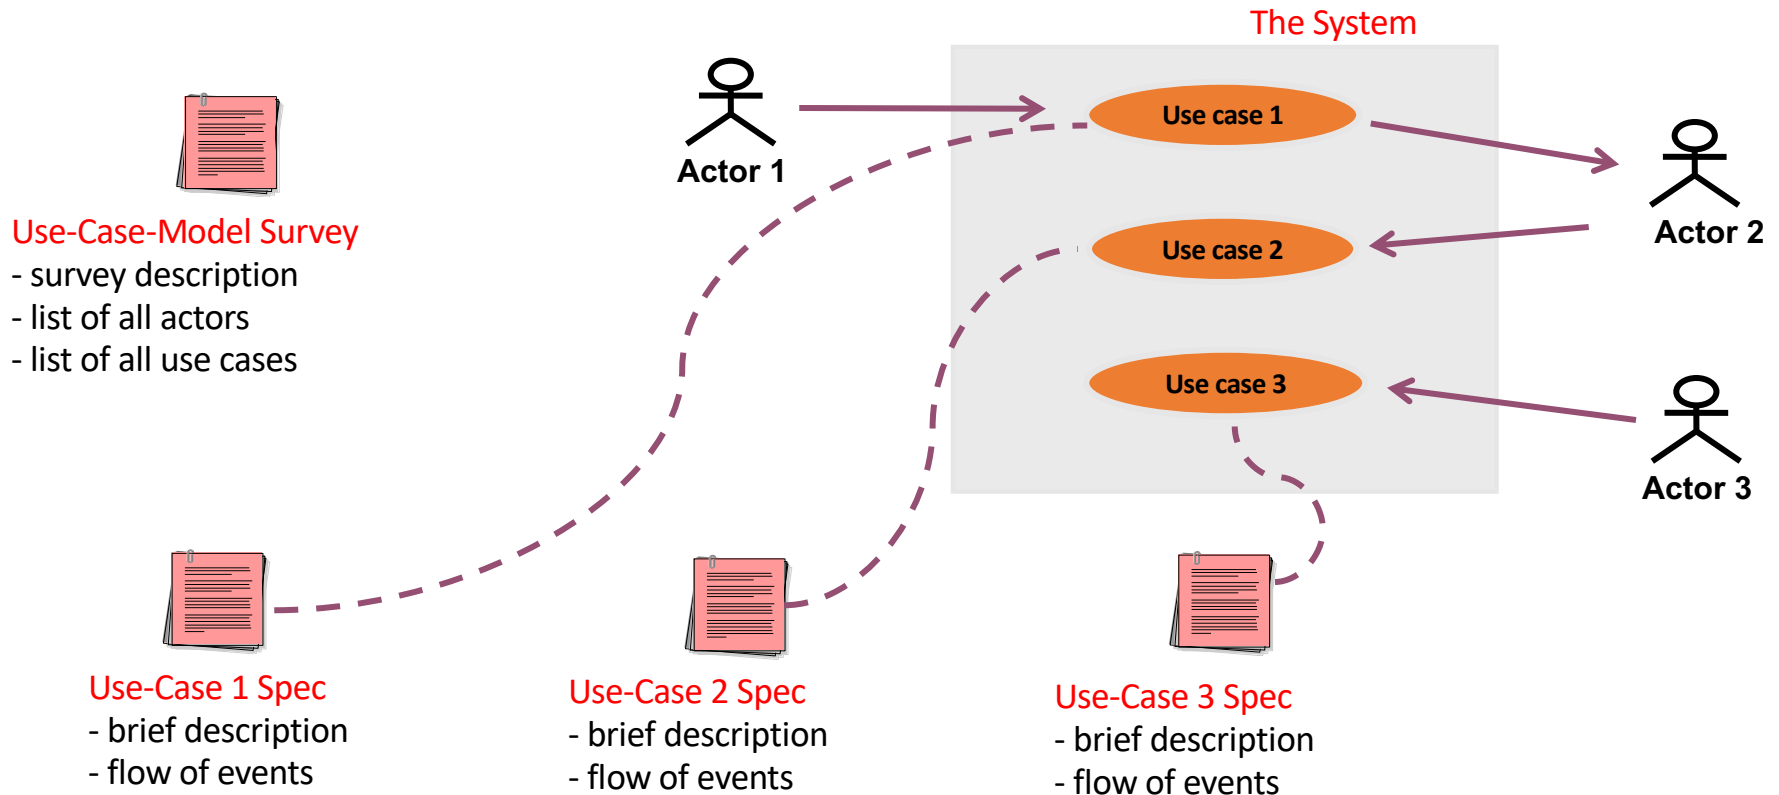 The System
Use case 1
Actor 1
Use-Case-Model Survey
- survey description
- list of all actors
- list of all use cases
Use case 2
Actor 2
Use case 3
Actor 3
Use-Case 1 Spec
- brief description
- flow of events
Use-Case 2 Spec
- brief description
- flow of events
Use-Case 3 Spec
- brief description
- flow of events